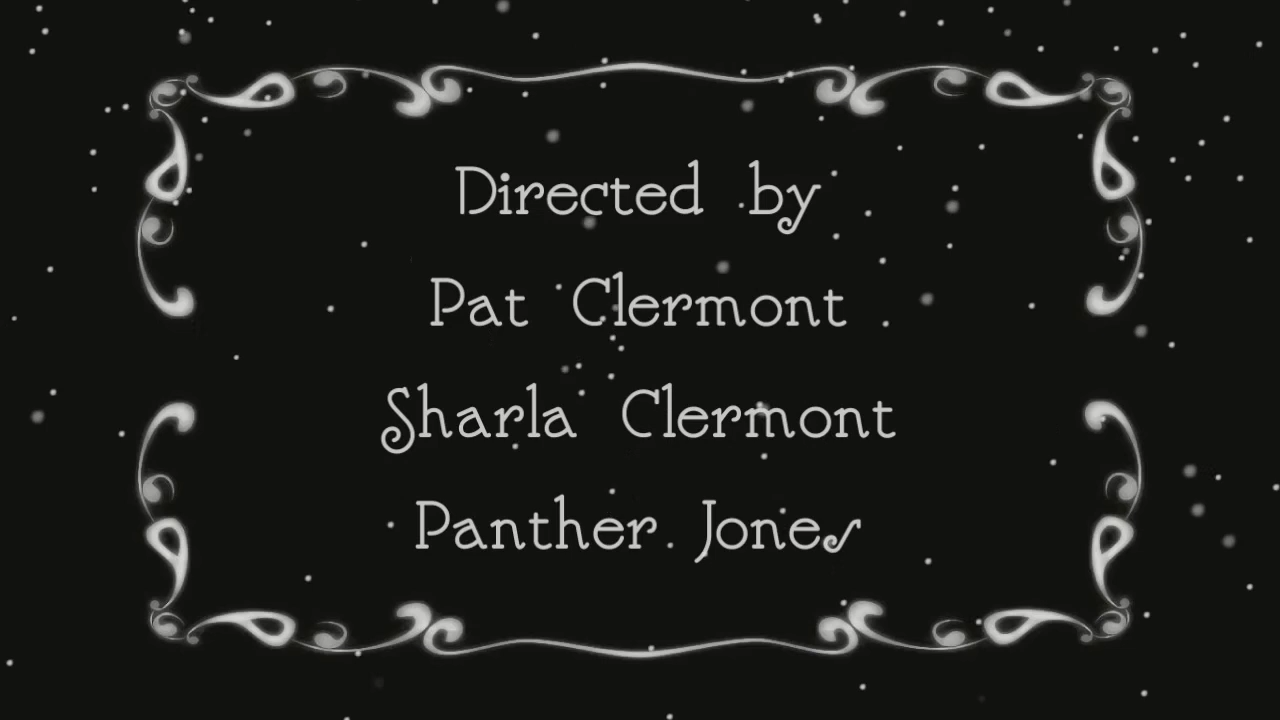 Directed by
Pat Clermont
Sharla Clermont
Panther Jones